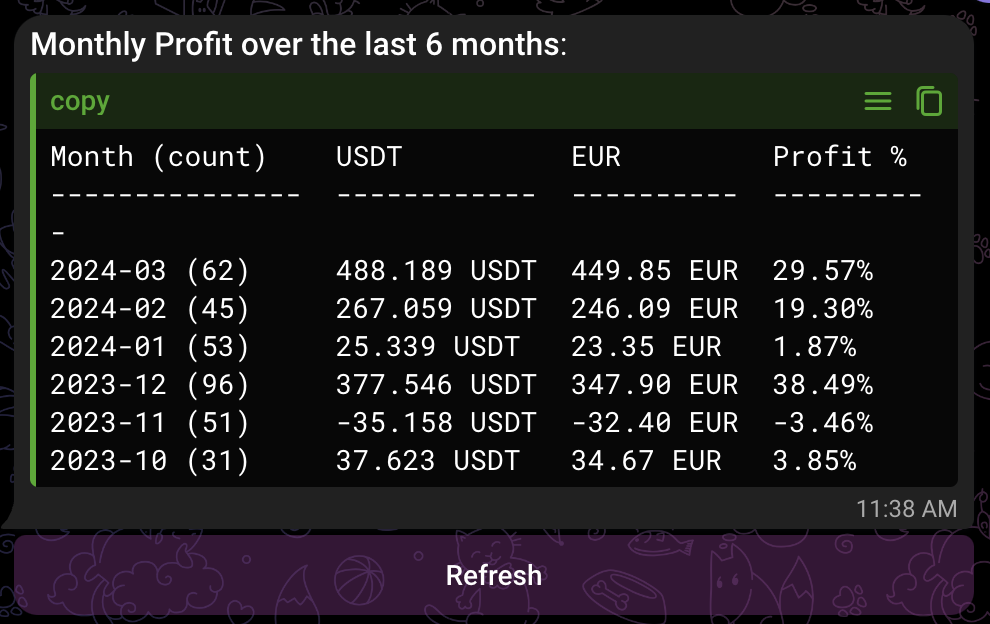 Monthly Profit over the last 6 months:
copy
Month (count)    USDT          EUR         Profit %
---------------  ------------  ----------  ---------
-
2024-03 (62)     488.189 USDT  449.85 EUR  29.57%
2024-02 (45)     267.059 USDT  246.09 EUR  19.30%
2024-01 (53)     25.339 USDT   23.35 EUR   1.87%
2023-12 (96)     377.546 USDT  347.90 EUR  38.49%
2023-11 (51)     -35.158 USDT  -32.40 EUR  -3.46%
2023-10 (31)     37.623 USDT   34.67 EUR   3.85%
11:38 AM
Refresh